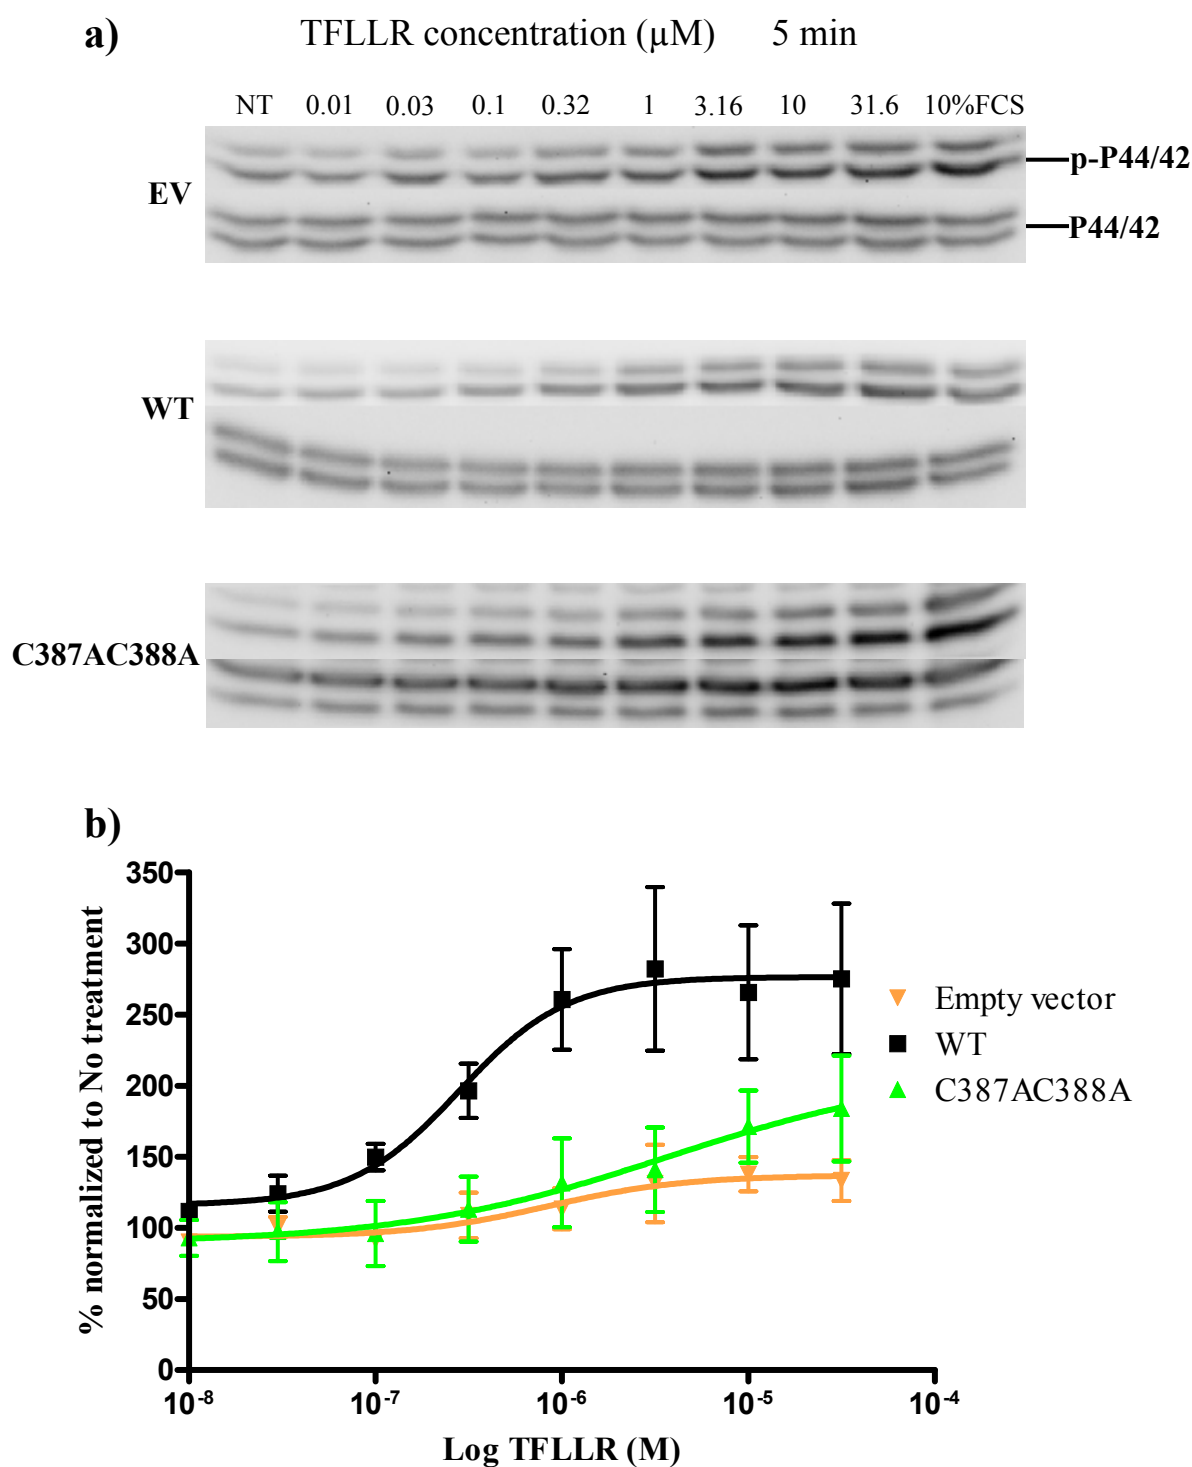 a)
TFLLR concentration (µM) 5 min
NT 0.01 0.03 0.1 0.32 1 3.16 10 31.6 10%FCS
p-P44/42
EV
P44/42
WT
C387AC388A
b)
350
300
250
200
150
100
50
0
% normalized to No treatment
10-8 10-7 10-6 10-5 10-4
Log TFLLR (M)
Empty vector
WT
C387AC388A